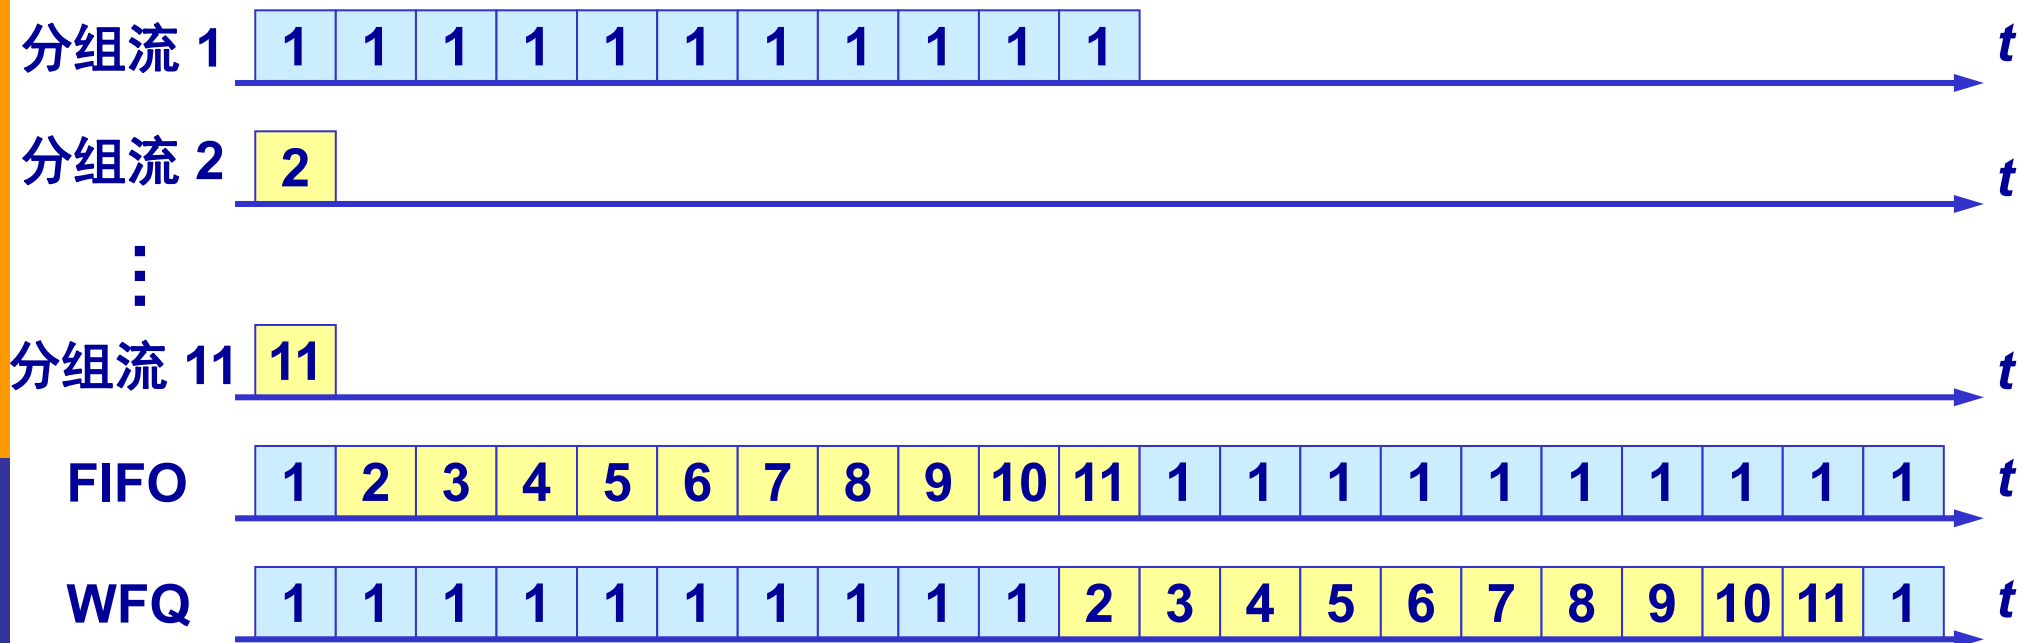 分组流 1 1 1 1 1 1 1 1 1 1 1 1 t
分组流 2 2 t
⋮
分组流 11 11 t
FIFO 1 2 3 4 5 6 7 8 9 10 11 1 1 1 1 1 1 1 1 1 1 t
WFQ 1 1 1 1 1 1 1 1 1 1 2 3 4 5 6 7 8 9 10 11 1 t